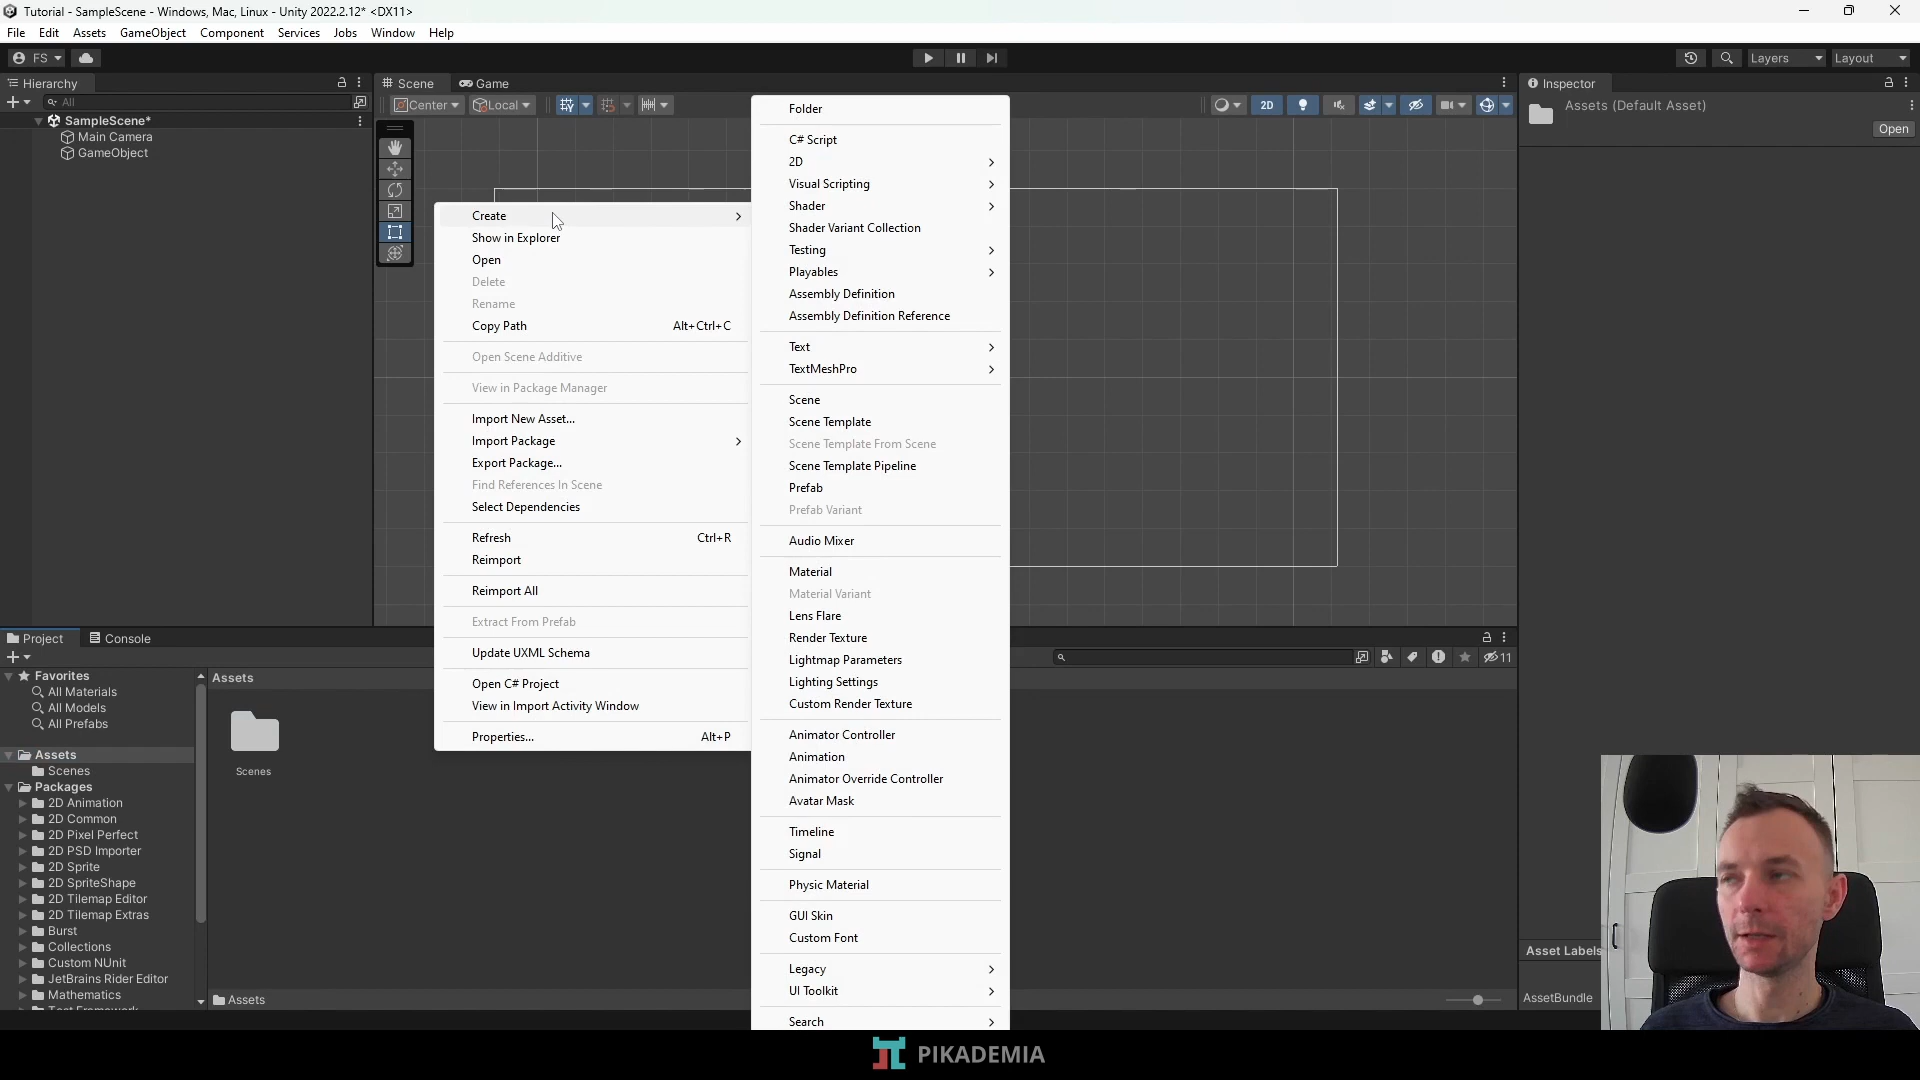 Tutorial - SampleScene - Windows, Mac, Linux - Unity 2022.2.12* <DX11>
File Edit Assets GameObject Component Services Jobs Window Help
FS
Layers
Layout
Hierarchy
All
SampleScene*
Main Camera
GameObject
Scene
Game
Center
Local
2D
Inspector
Assets (Default Asset)
Open
Create
Show in Explorer
Open
Delete
Rename
Copy Path Alt+Ctrl+C
Open Scene Additive
View in Package Manager
Import New Asset...
Import Package
Export Package...
Find References In Scene
Select Dependencies
Refresh Ctrl+R
Reimport
Reimport All
Extract From Prefab
Update UXML Schema
Open C# Project
View in Import Activity Window
Properties... Alt+P
Folder
C# Script
2D
Visual Scripting
Shader
Shader Variant Collection
Testing
Playables
Assembly Definition
Assembly Definition Reference
Text
TextMeshPro
Scene
Scene Template
Scene Template From Scene
Scene Template Pipeline
Prefab
Prefab Variant
Audio Mixer
Material
Material Variant
Lens Flare
Render Texture
Lightmap Parameters
Lighting Settings
Custom Render Texture
Animator Controller
Animation
Animator Override Controller
Avatar Mask
Timeline
Signal
Physic Material
GUI Skin
Custom Font
Legacy
UI Toolkit
Search
Project
Console
11
Favorites
All Materials
All Models
All Prefabs
Assets
Scenes
Packages
2D Animation
2D Common
2D Pixel Perfect
2D PSD Importer
2D Sprite
2D SpriteShape
2D Tilemap Editor
2D Tilemap Extras
Burst
Collections
Custom NUnit
JetBrains Rider Editor
Mathematics
Assets
Scenes
Assets
Asset Labels
AssetBundle
PIKADEMIA